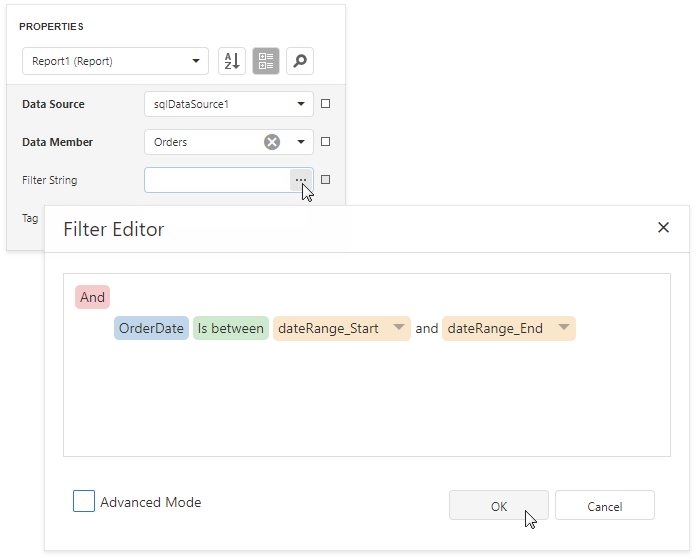 PROPERTIES
Report1 (Report)
A
Z
Data Source
sqlDataSource1
Data Member
Orders
Filter String
...
Tag
Filter Editor
And
OrderDate Is between dateRange_Start and dateRange_End
Advanced Mode
OK
Cancel